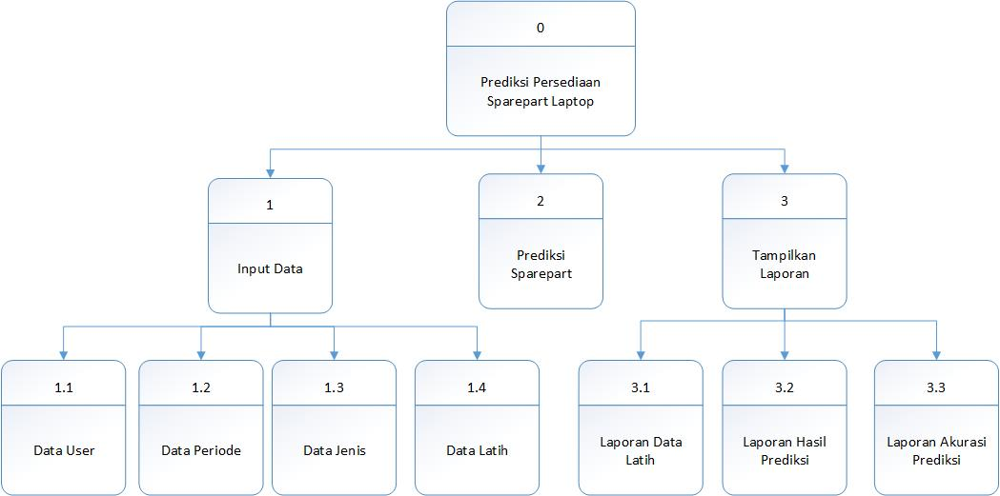 0
Prediksi Persediaan
Sparepart Laptop
1
Input Data
2
Prediksi
Sparepart
3
Tampilkan
Laporan
1.1
Data User
1.2
Data Periode
1.3
Data Jenis
1.4
Data Latih
3.1
Laporan Data
Latih
3.2
Laporan Hasil
Prediksi
3.3
Laporan Akurasi
Prediksi